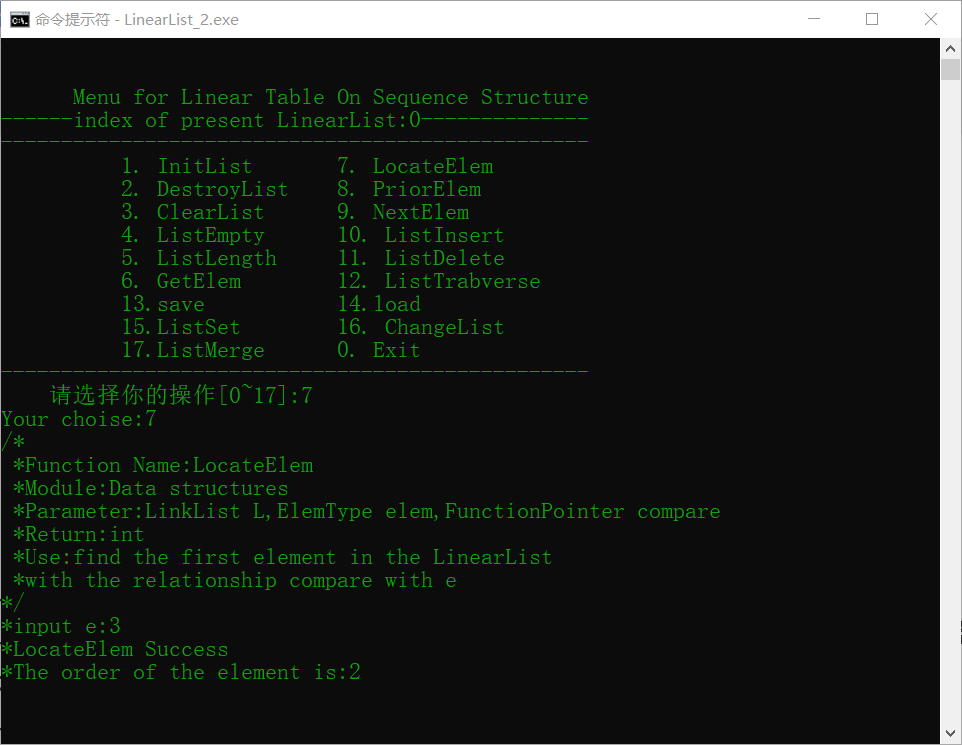 命令提示符 - LinearList_2.exe
Menu for Linear Table On Sequence Structure
------index of present LinearList:0--------------
-------------------------------------------------
1. InitList 7. LocateElem
2. DestroyList 8. PriorElem
3. ClearList 9. NextElem
4. ListEmpty 10. ListInsert
5. ListLength 11. ListDelete
6. GetElem 12. ListTrabverse
13.save 14.load
15.ListSet 16. ChangeList
17.ListMerge 0. Exit
-------------------------------------------------
请选择你的操作[0~17]:7
Your choise:7
/*
*Function Name:LocateElem
*Module:Data structures
*Parameter:LinkList L,ElemType elem,FunctionPointer compare
*Return:int
*Use:find the first element in the LinearList
*with the relationship compare with e
*/
*input e:3
*LocateElem Success
*The order of the element is:2